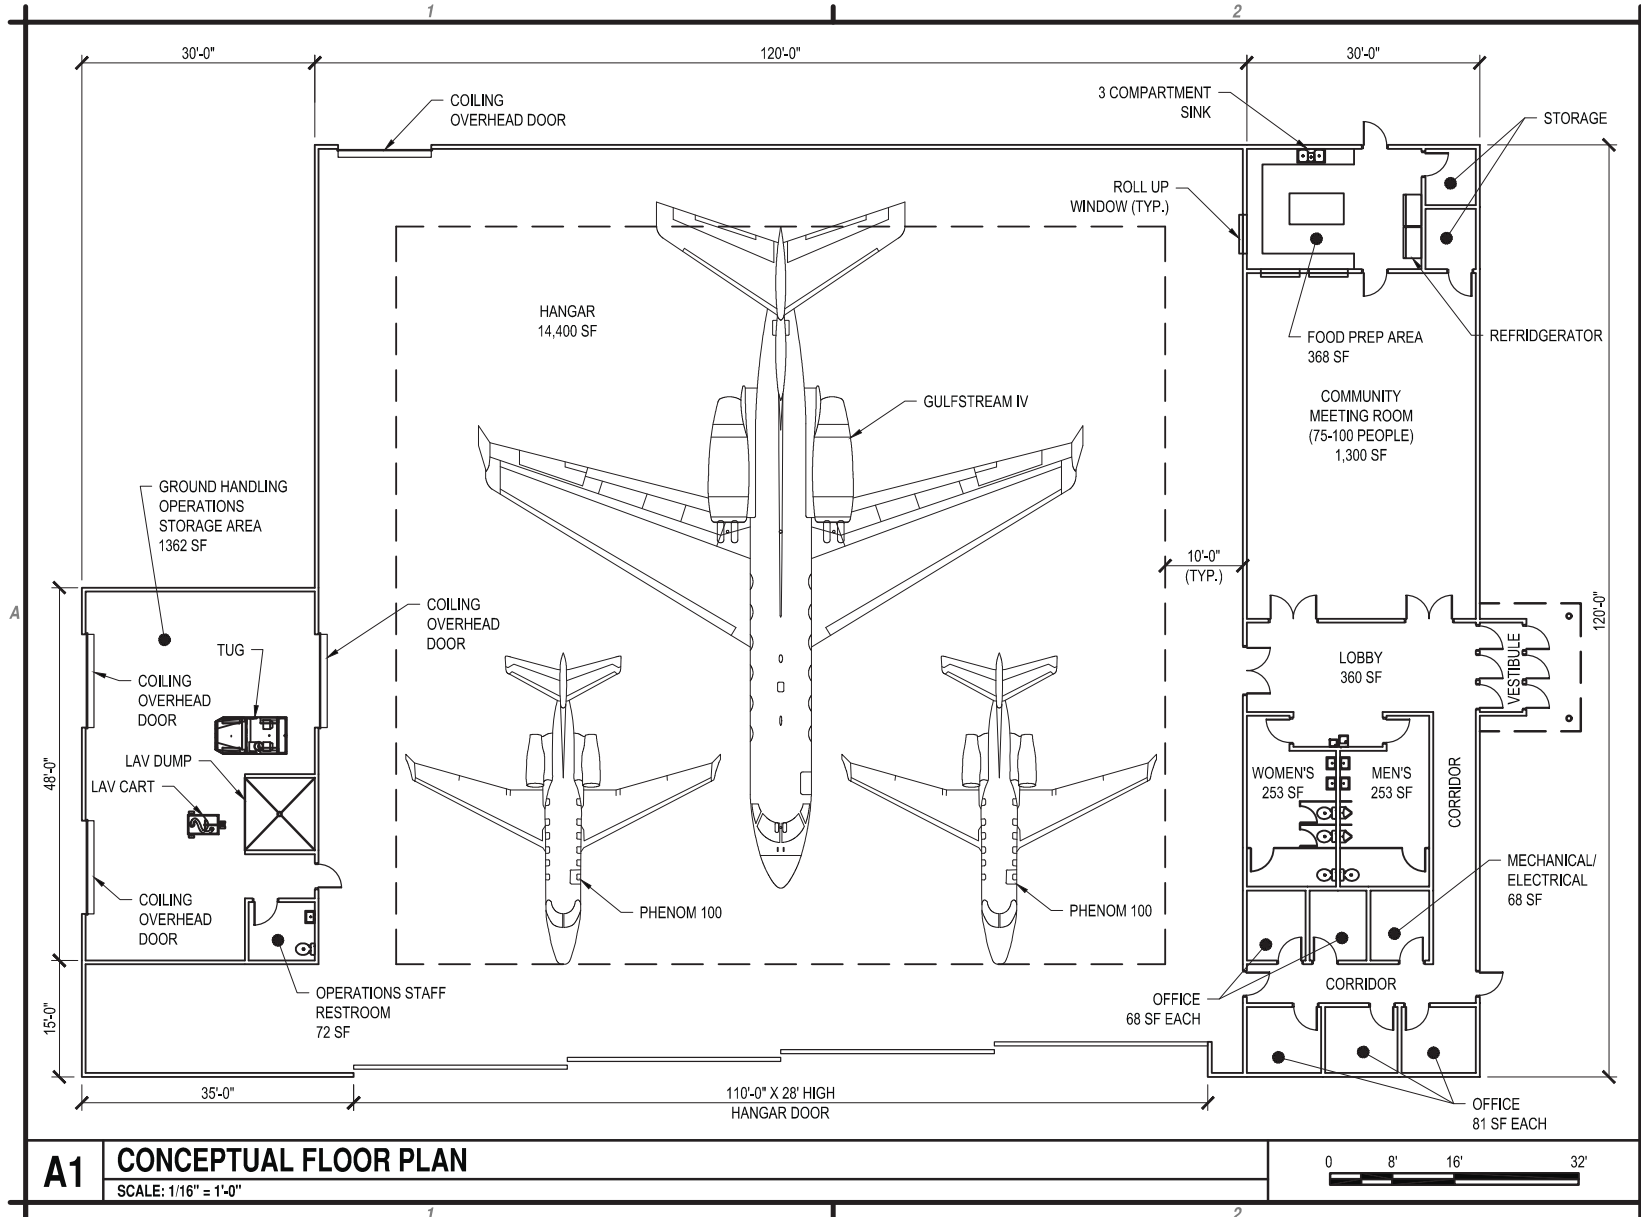 1
2
30'-0"
120'-0"
30'-0"
COILING
OVERHEAD DOOR
3 COMPARTMENT
SINK
STORAGE
ROLL UP
WINDOW (TYP.)
HANGAR
14,400 SF
FOOD PREP AREA
368 SF
REFRIDGERATOR
GULFSTREAM IV
COMMUNITY
MEETING ROOM
(75-100 PEOPLE)
1,300 SF
GROUND HANDLING
OPERATIONS
STORAGE AREA
1362 SF
10'-0"
(TYP.)
A
COILING
OVERHEAD
DOOR
120'-0"
TUG
COILING
OVERHEAD
DOOR
LOBBY
360 SF
VESTIBULE
48'-0"
LAV DUMP
LAV CART
WOMEN'S
253 SF
MEN'S
253 SF
CORRIDOR
COILING
OVERHEAD
DOOR
PHENOM 100
PHENOM 100
MECHANICAL/
ELECTRICAL
68 SF
OPERATIONS STAFF
RESTROOM
72 SF
15'-0"
CORRIDOR
OFFICE
68 SF EACH
35'-0"
110'-0" X 28' HIGH
HANGAR DOOR
OFFICE
81 SF EACH
A1
CONCEPTUAL FLOOR PLAN
SCALE: 1/16" = 1'-0"
0 8' 16' 32'
1
2